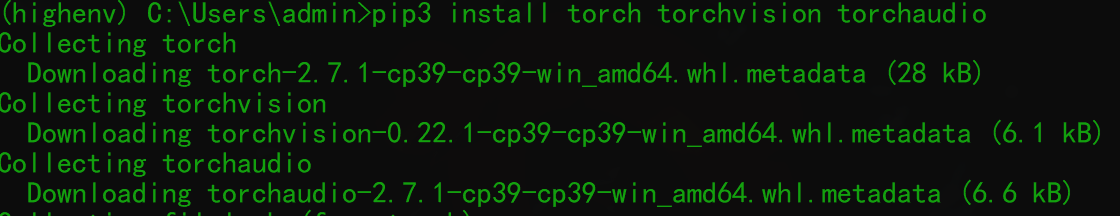 (highenv) C:\Users\admin>pip3 install torch torchvision torchaudio
Collecting torch
  Downloading torch-2.7.1-cp39-cp39-win_amd64.whl.metadata (28 kB)
Collecting torchvision
  Downloading torchvision-0.22.1-cp39-cp39-win_amd64.whl.metadata (6.1 kB)
Collecting torchaudio
  Downloading torchaudio-2.7.1-cp39-cp39-win_amd64.whl.metadata (6.6 kB)